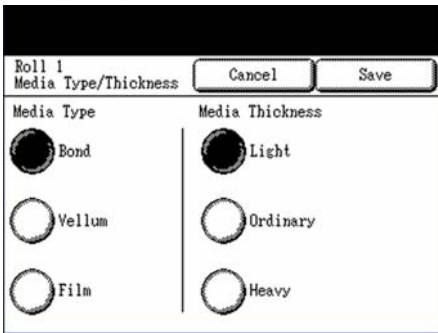 Roll 1
Media Type/Thickness
Cancel
Save
Media Type
Media Thickness
Bond
Light
Vellum
Ordinary
Film
Heavy